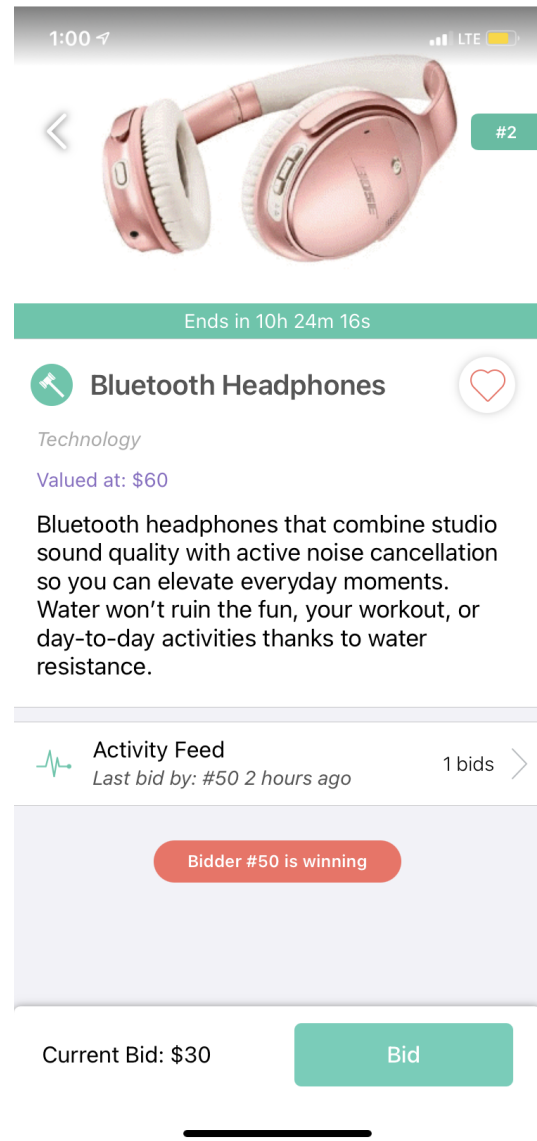 1:00
LTE
#2
BOSE
Ends in 10h 24m 16s
Bluetooth Headphones
Technology
Valued at: $60
Bluetooth headphones that combine studio
sound quality with active noise cancellation
so you can elevate everyday moments.
Water won’t ruin the fun, your workout, or
day-to-day activities thanks to water
resistance.
Activity Feed
1 bids
Last bid by: #50 2 hours ago
Bidder #50 is winning
Current Bid: $30
Bid